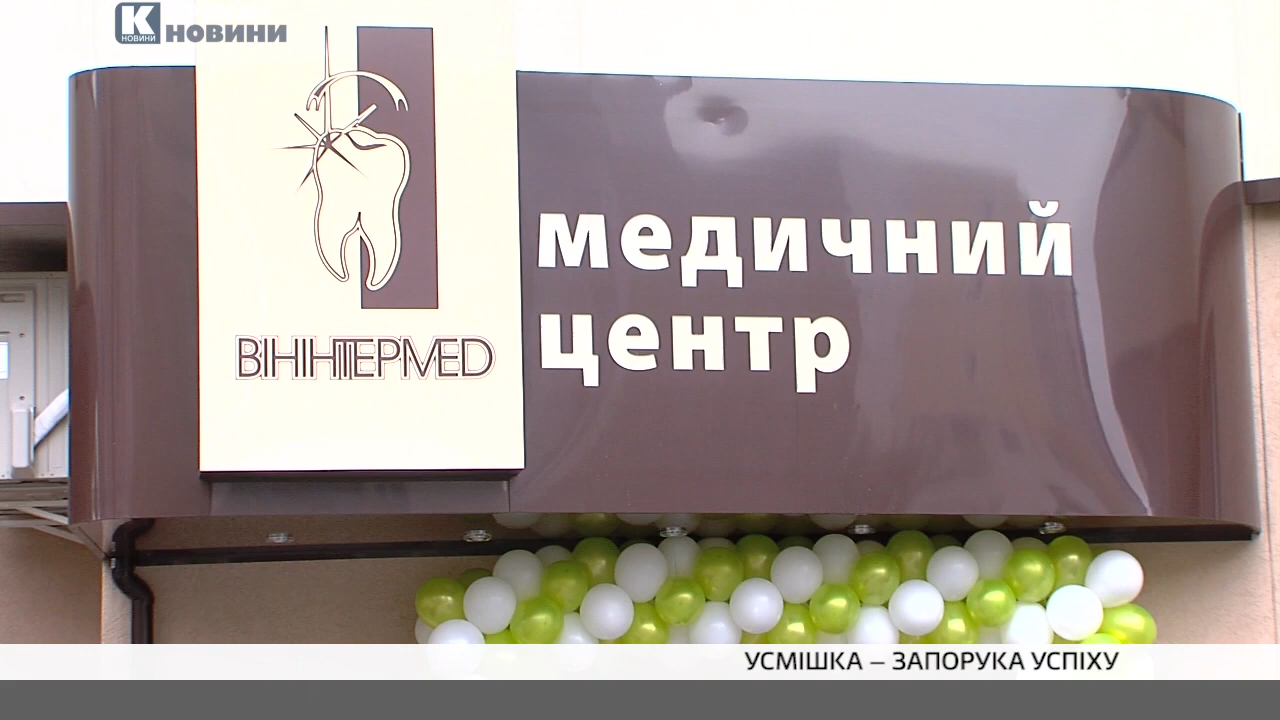 К НОВИНИ новини
ВІНІНТЕРМЕD
медичний
центр
УСМІШКА – ЗАПОРУКА УСПІХУ